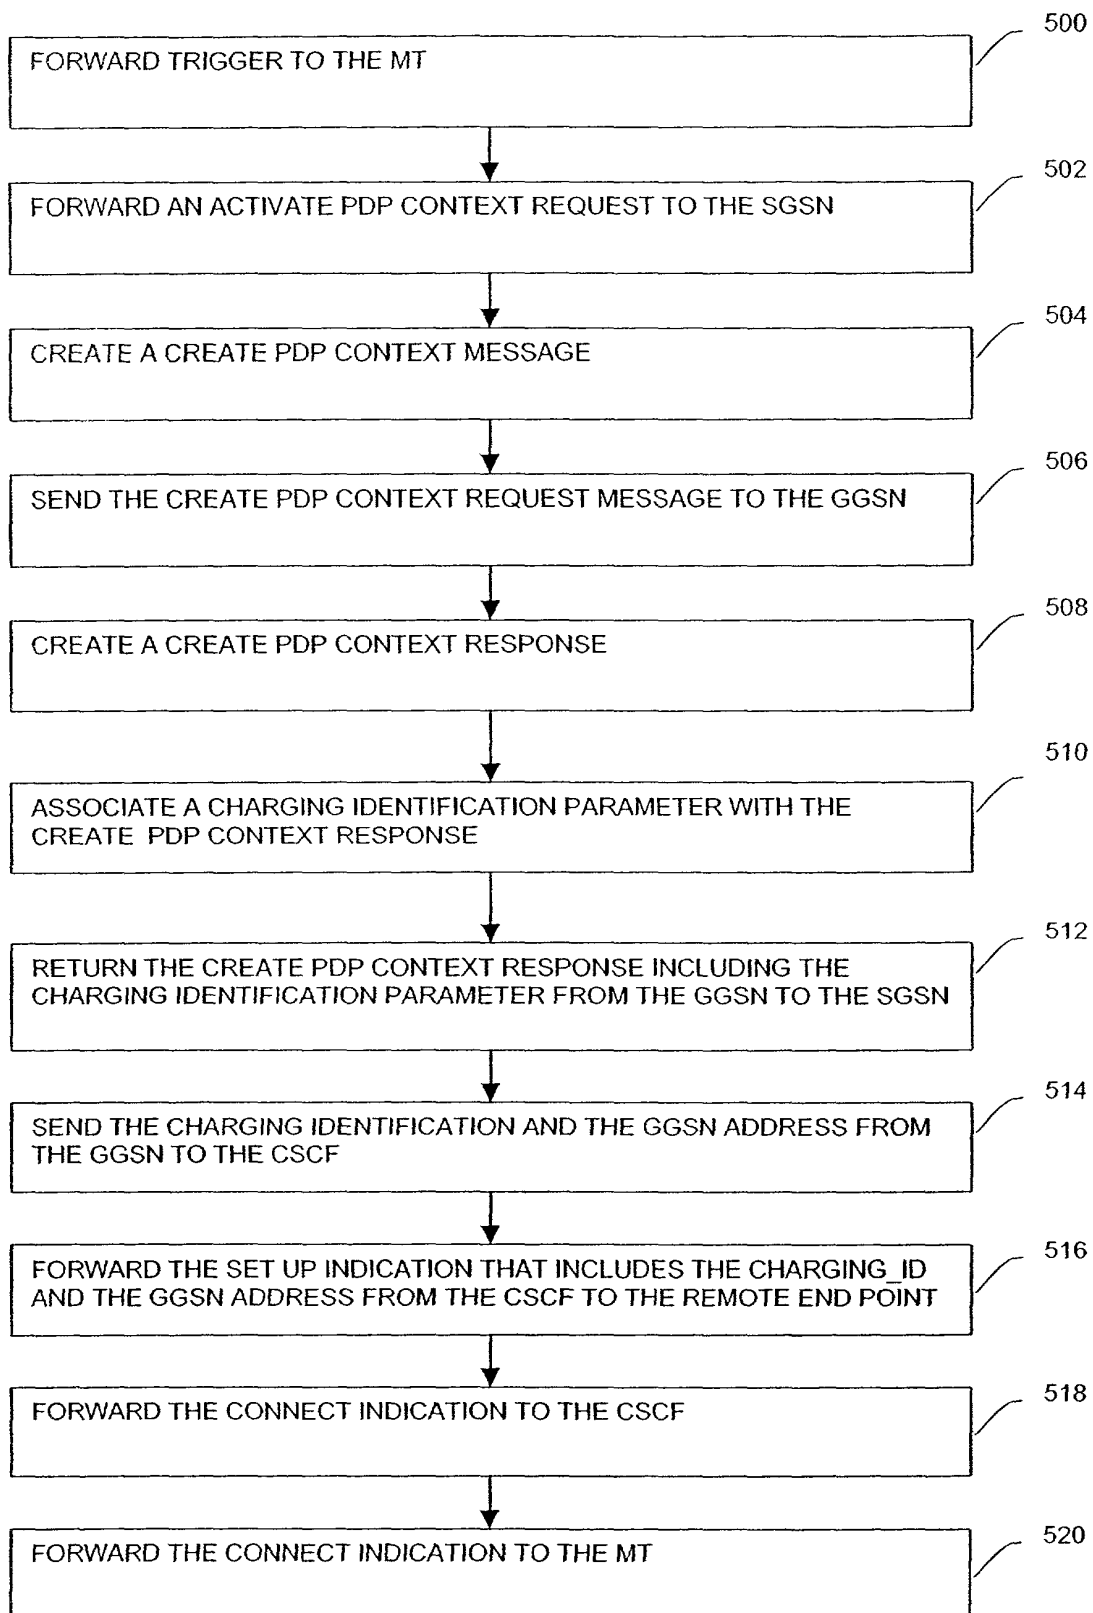 500
FORWARD TRIGGER TO THE MT
502
FORWARD AN ACTIVATE PDP CONTEXT REQUEST TO THE SGSN
504
CREATE A CREATE PDP CONTEXT MESSAGE
506
SEND THE CREATE PDP CONTEXT REQUEST MESSAGE TO THE GGSN
508
CREATE A CREATE PDP CONTEXT RESPONSE
510
ASSOCIATE A CHARGING IDENTIFICATION PARAMETER WITH THE
CREATE PDP CONTEXT RESPONSE
512
RETURN THE CREATE PDP CONTEXT RESPONSE INCLUDING THE
CHARGING IDENTIFICATION PARAMETER FROM THE GGSN TO THE SGSN
514
SEND THE CHARGING IDENTIFICATION AND THE GGSN ADDRESS FROM
THE GGSN TO THE CSCF
516
FORWARD THE SET UP INDICATION THAT INCLUDES THE CHARGING_ID
AND THE GGSN ADDRESS FROM THE CSCF TO THE REMOTE END POINT
518
FORWARD THE CONNECT INDICATION TO THE CSCF
520
FORWARD THE CONNECT INDICATION TO THE MT